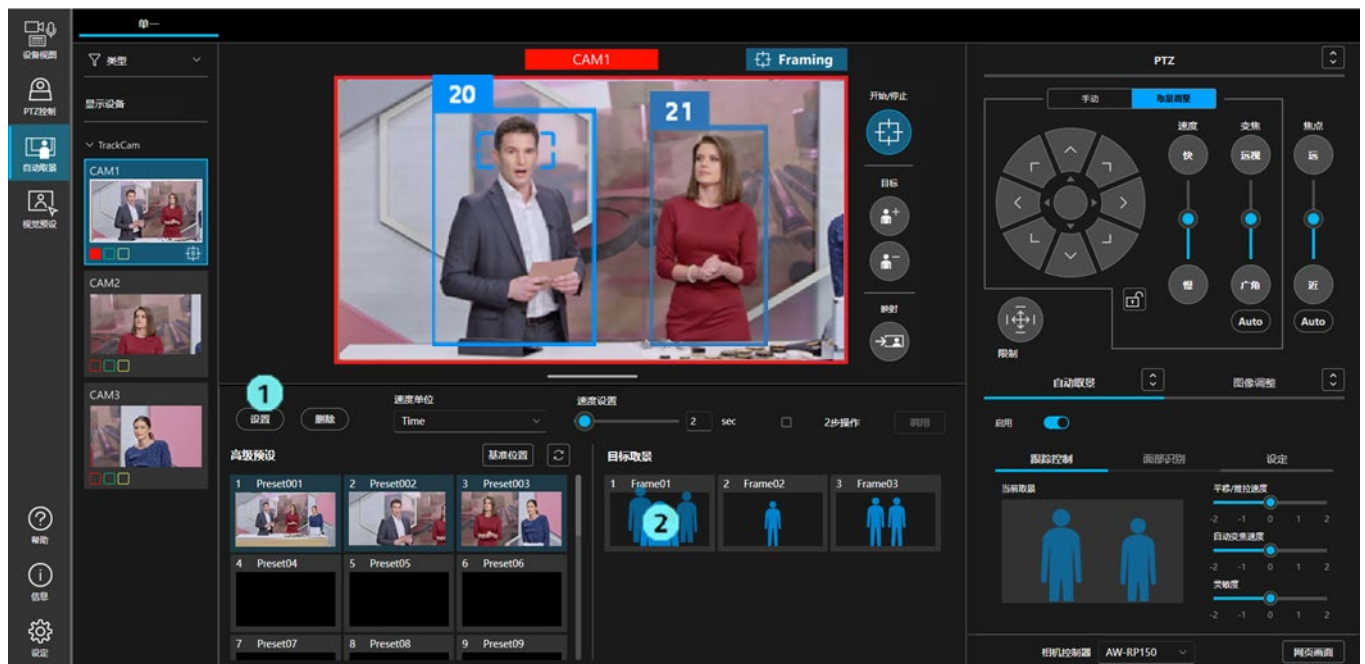 单一
设备视图
PTZ控制
自动取景
视觉预设
帮助
信息
设定
类型
显示设备
TrackCam
CAM1
CAM2
CAM3
CAM1
Framing
20
21
开始/停止
目标
映射
1
设置
删除
速度单位
Time
速度设置
2 sec
2步操作
调用
高级预设
基准位置
1 Preset001
2 Preset002
3 Preset003
4 Preset04
5 Preset05
6 Preset06
7 Preset07
8 Preset08
9 Preset09
目标取景
1 Frame01
2 Frame02
3 Frame03
2
PTZ
手动
取景调整
速度
变焦
焦点
快
远视
远
慢
广角
近
Auto
Auto
限制
自动取景
图像调整
启用
跟踪控制
面部识别
设定
当前取景
平移/推拉速度
-2 -1 0 1 2
自动变焦速度
-2 -1 0 1 2
灵敏度
-2 -1 0 1 2
相机控制器
AW-RP150
网页画面